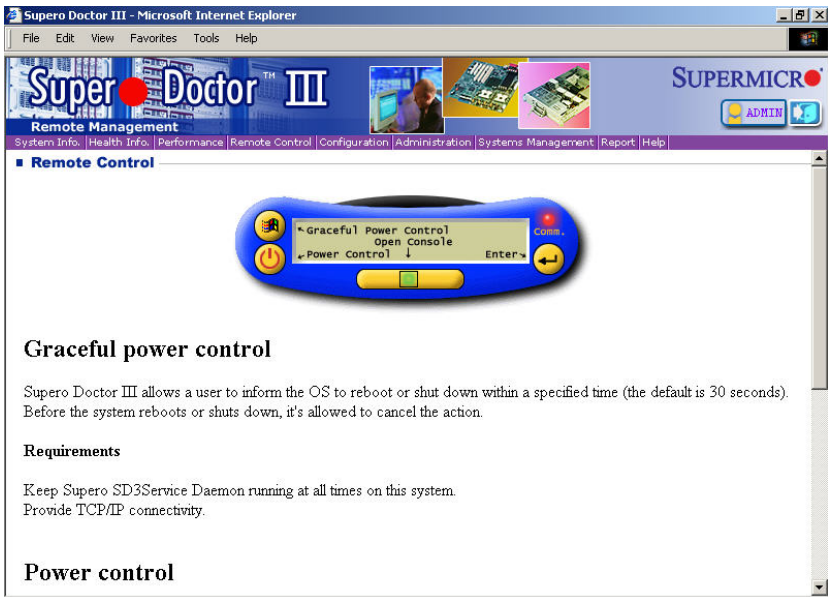 Supero Doctor III - Microsoft Internet Explorer
File Edit View Favorites Tools Help
Super Doctor™ III
SUPERMICR
Remote Management
ADMIN
System Info. Health Info. Performance Remote Control Configuration Administration Systems Management Report Help
Remote Control
Graceful Power Control
Open Console
Power Control Enter
Comm.
Graceful power control
Supero Doctor III allows a user to inform the OS to reboot or shut down within a specified time (the default is 30 seconds).
Before the system reboots or shuts down, it's allowed to cancel the action.
Requirements
Keep Supero SD3Service Daemon running at all times on this system.
Provide TCP/IP connectivity.
Power control